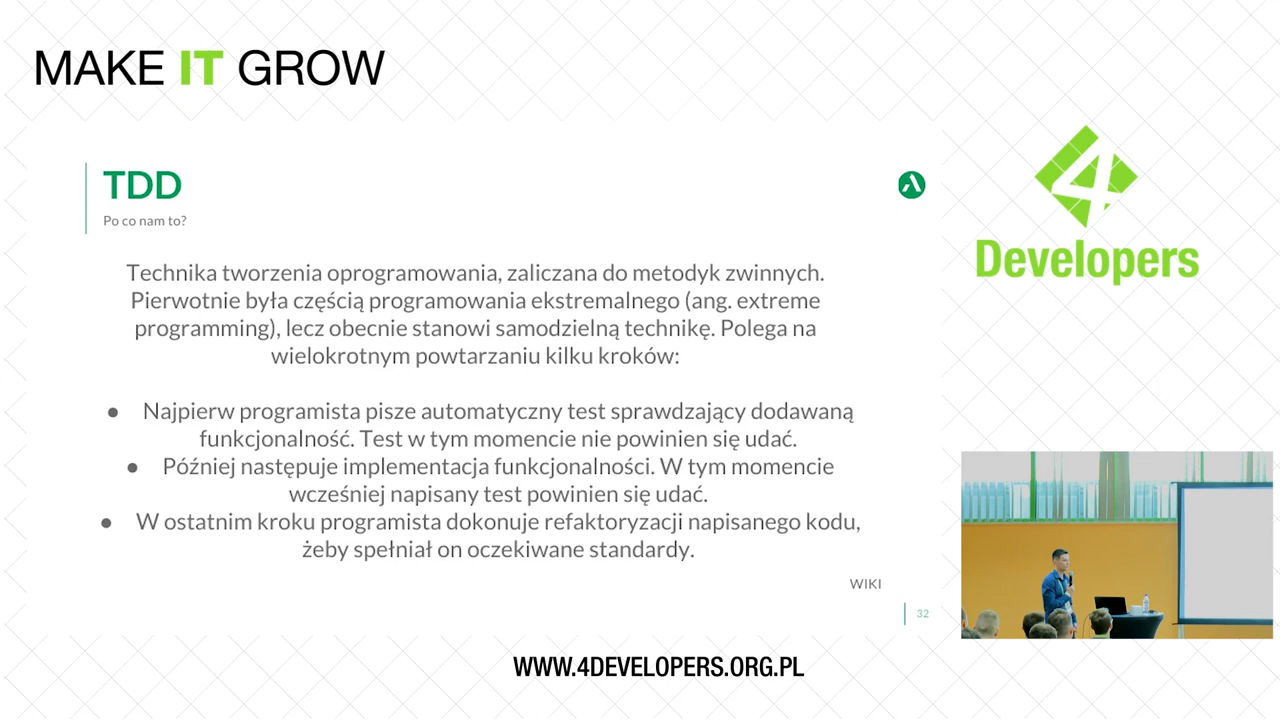 MAKE IT GROW
TDD
Po co nam to?
Technika tworzenia oprogramowania, zaliczana do metodyk zwinnych.
Pierwotnie była częścią programowania ekstremalnego (ang. extreme
programming), lecz obecnie stanowi samodzielną technikę. Polega na
wielokrotnym powtarzaniu kilku kroków:
● Najpierw programista pisze automatyczny test sprawdzający dodawaną
funkcjonalność. Test w tym momencie nie powinien się udać.
● Później następuje implementacja funkcjonalności. W tym momencie
wcześniej napisany test powinien się udać.
● W ostatnim kroku programista dokonuje refaktoryzacji napisanego kodu,
żeby spełniał on oczekiwane standardy.
WIKI
32
4
Developers
WWW.4DEVELOPERS.ORG.PL